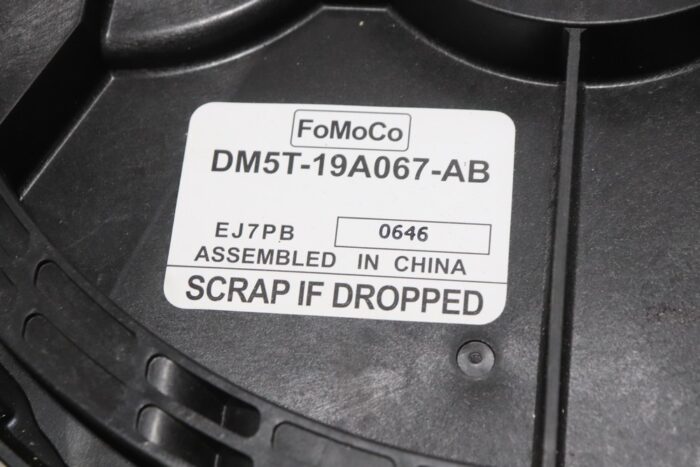 FoMoCo
DM5T-19A067-AB
EJ7PB 0646
ASSEMBLED IN CHINA
SCRAP IF DROPPED